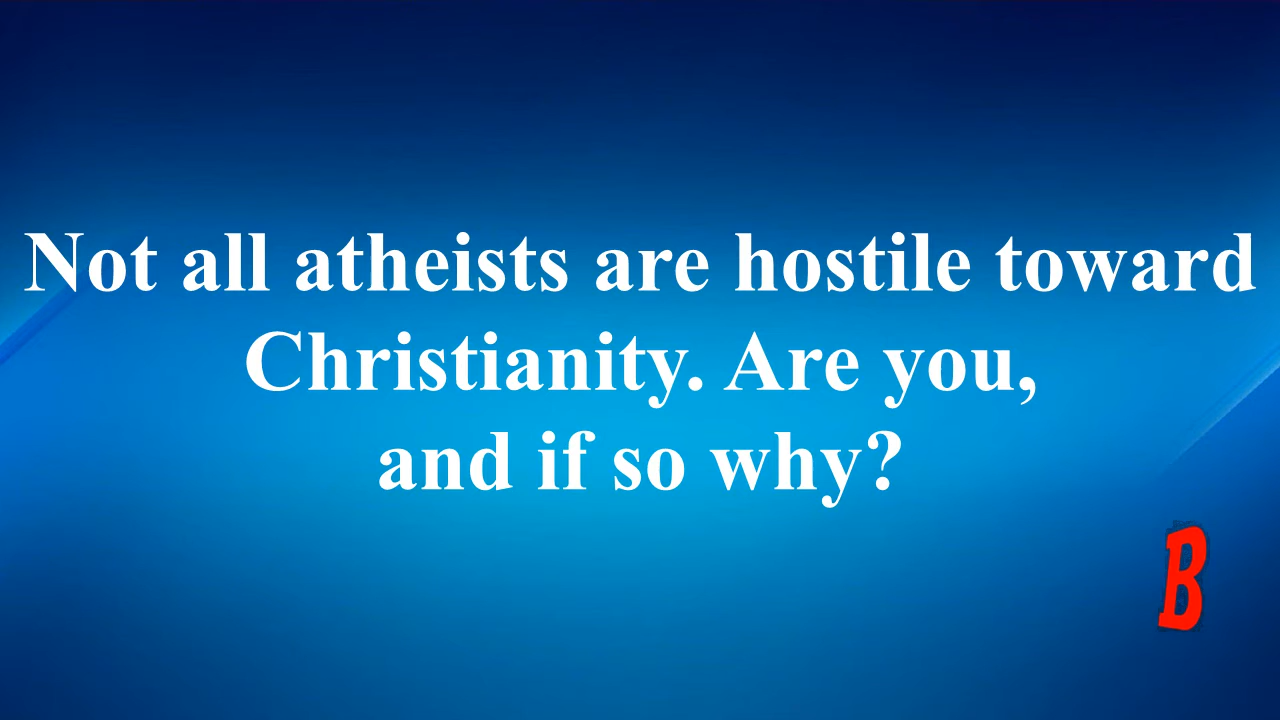 Not all atheists are hostile toward
Christianity. Are you,
and if so why?
B